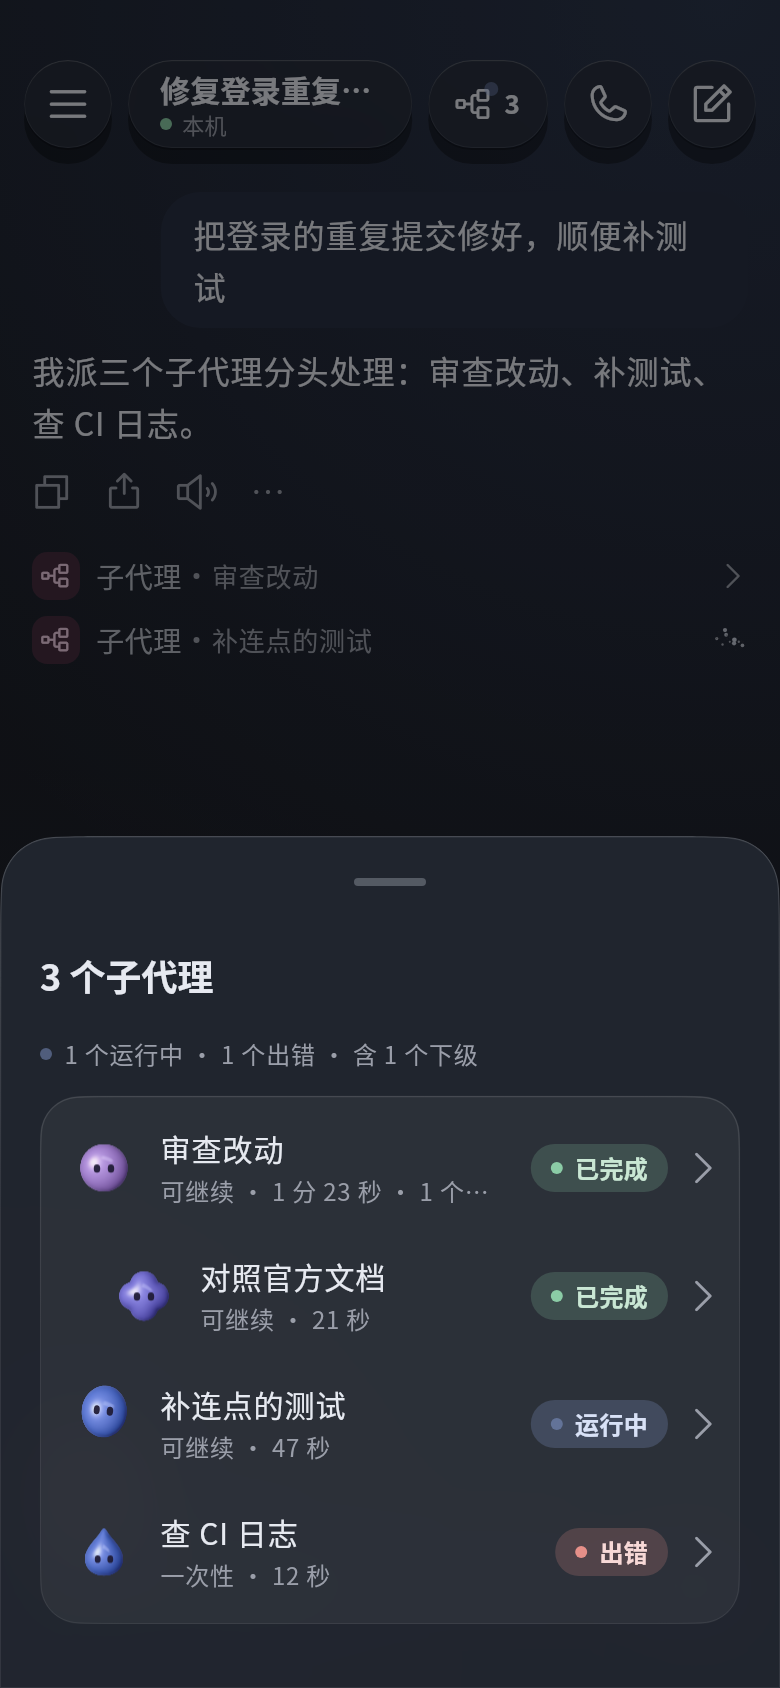 修复登录重复…
本机
3
把登录的重复提交修好，顺便补测
试
我派三个子代理分头处理：审查改动、补测试、
查 CI 日志。
子代理・审查改动
子代理・补连点的测试
3 个子代理
1 个运行中 · 1 个出错 · 含 1 个下级
审查改动
可继续 · 1 分 23 秒 · 1 个…
已完成
对照官方文档
可继续 · 21 秒
已完成
补连点的测试
可继续 · 47 秒
运行中
查 CI 日志
一次性 · 12 秒
出错